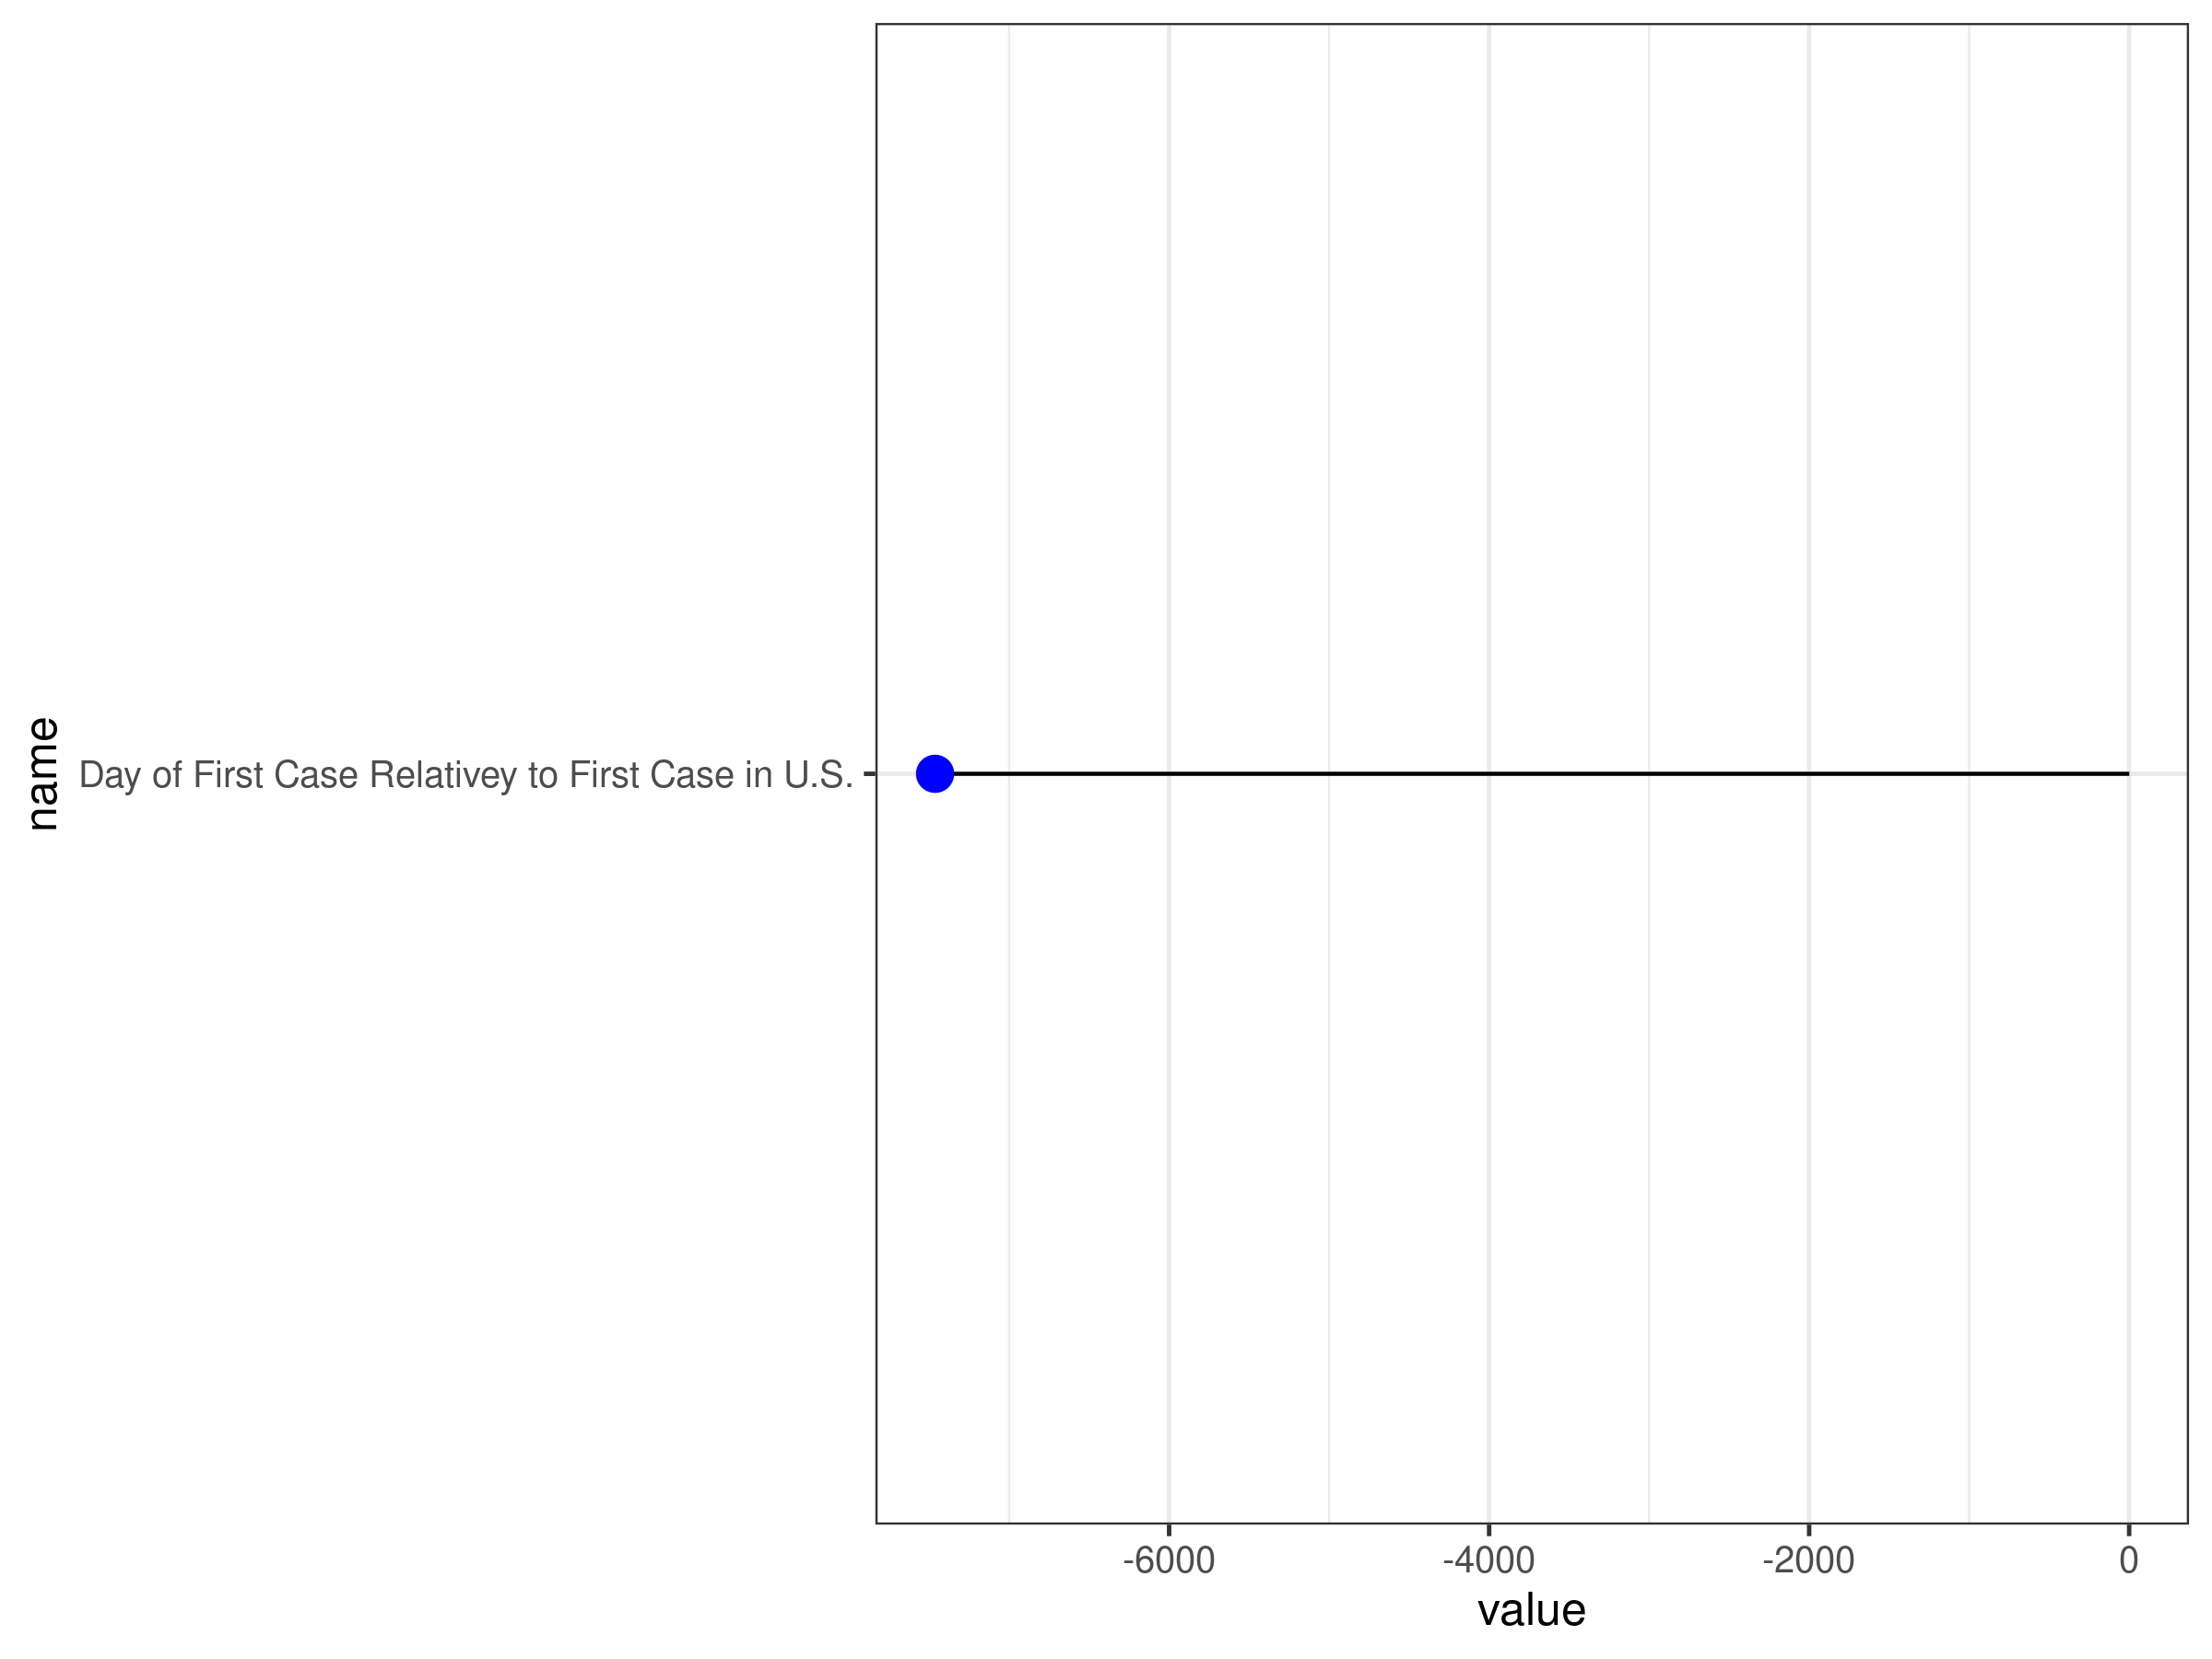 name
Day of First Case Relativey to First Case in U.S.
-6000
-4000
-2000
0
value